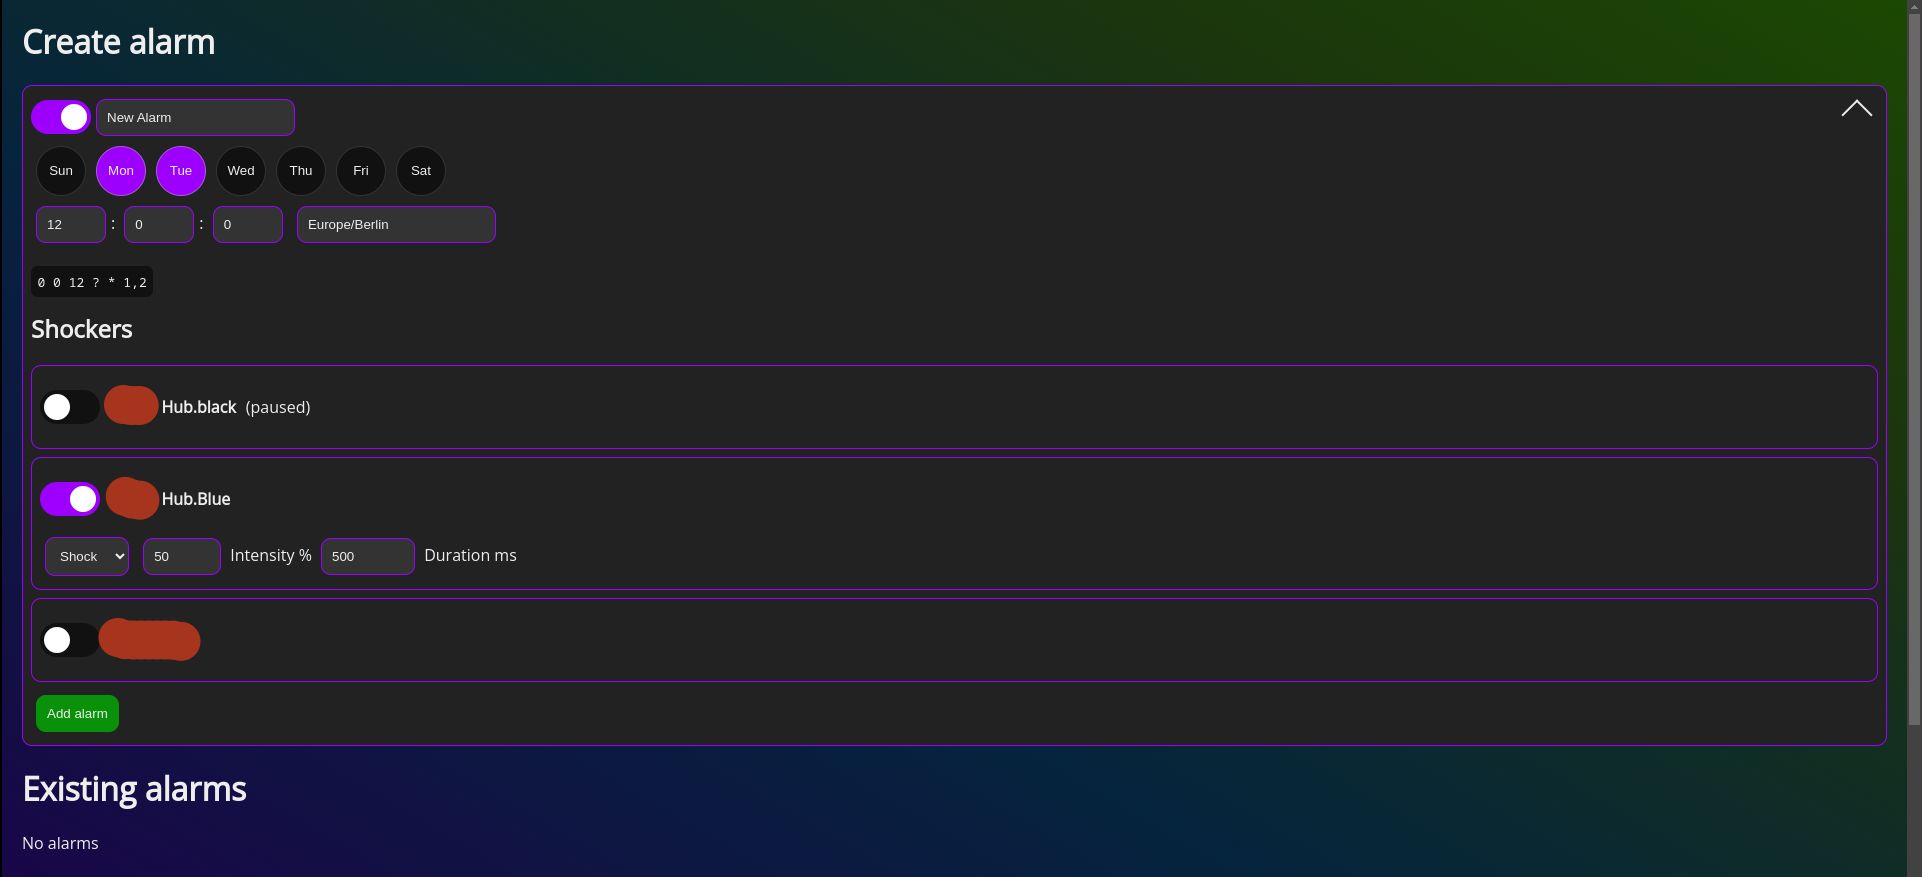 Create alarm
New Alarm
Sun Mon Tue Wed Thu Fri Sat
12 : 0 : 0 Europe/Berlin
0 0 12 ? * 1,2
Shockers
Hub.black (paused)
Hub.Blue
Shock 50 Intensity % 500 Duration ms
Add alarm
Existing alarms
No alarms